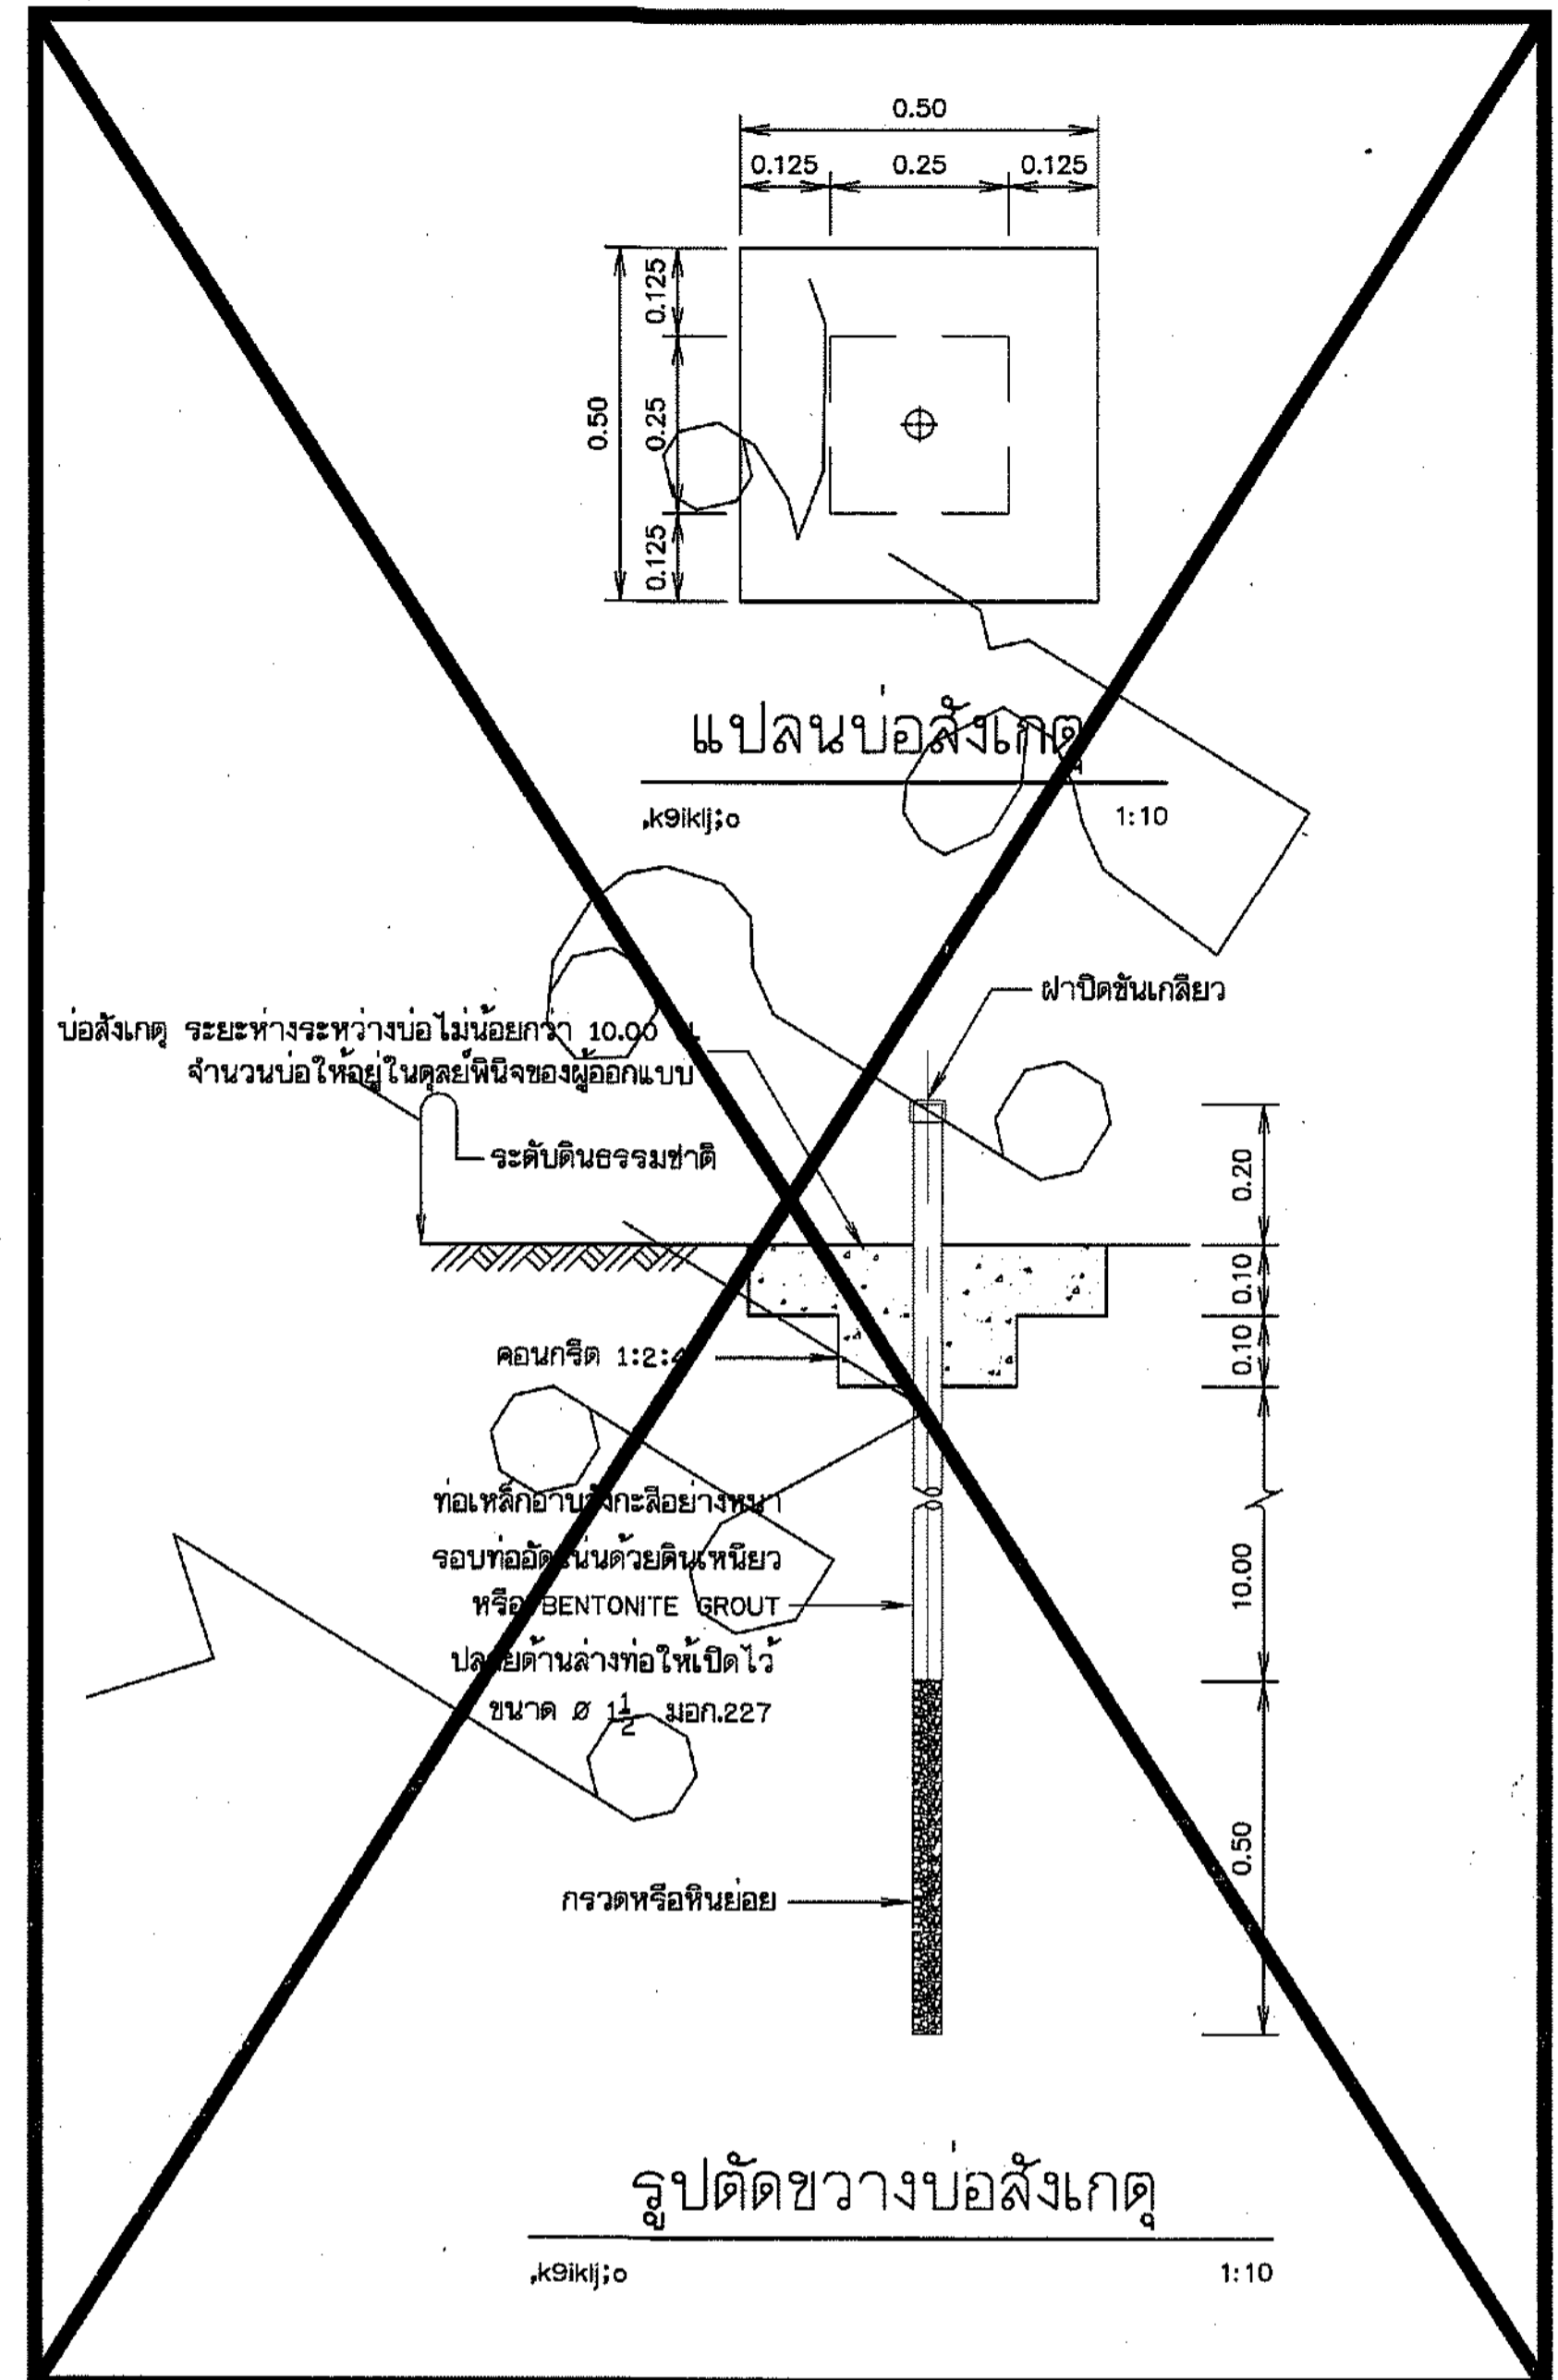 0.50
0.125 0.25 0.125
0.125
0.50 0.25
0.125
แปลนบ่อสังเกตุ
,k9iklj;o 1:10
ฝาปิดขันเกลียว
บ่อสังเกตุ ระยะห่างระหว่างบ่อไม่น้อยกว่า 10.00
จำนวนบ่อให้อยู่ในดุลย์พินิจของผู้ออกแบบ
ระดับดินธรรมชาติ
0.20
0.10
คอนกรีต 1:2:4
0.10
ท่อเหล็กอาบสังกะสีอย่างหนา
รอบท่ออัดแน่นด้วยดินเหนียว
หรือ BENTONITE GROUT
10.00
ปลายด้านล่างท่อให้เปิดไว้
ขนาด ø 1 1/2 มอก.227
0.50
กรวดหรือหินย่อย
รูปตัดขวางบ่อสังเกตุ
,k9iklj;o 1:10